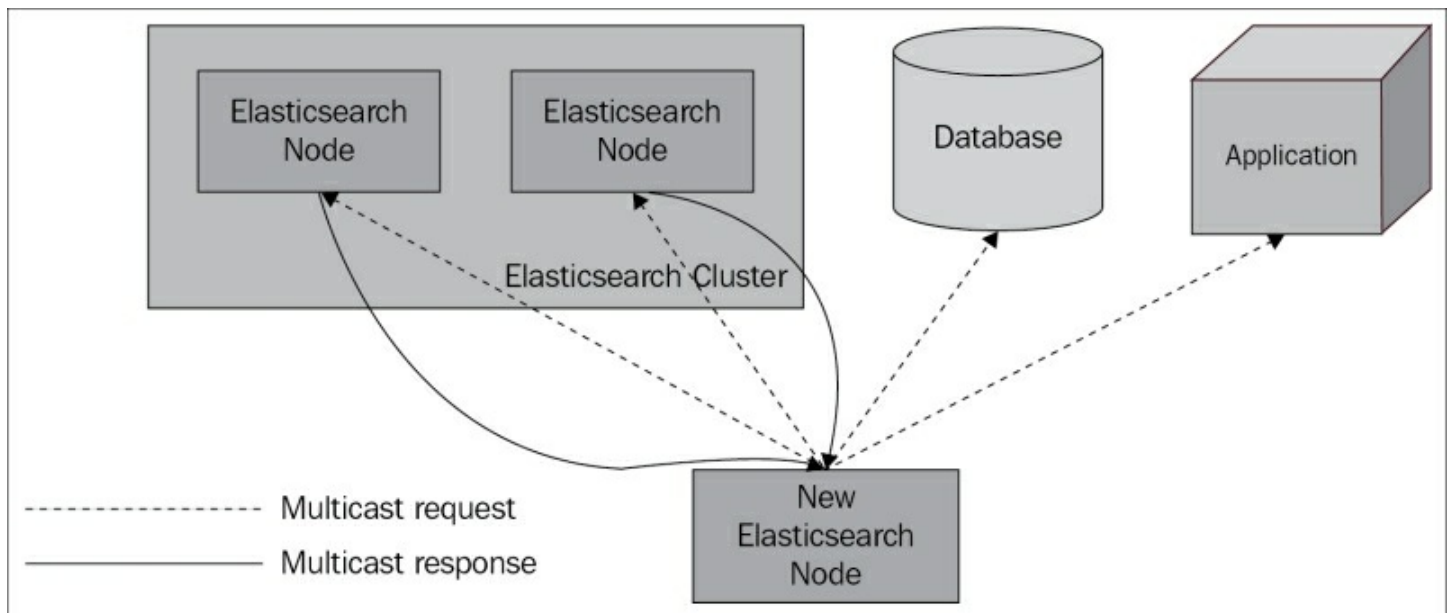 Elasticsearch
Node
Elasticsearch
Node
Database
Application
Elasticsearch Cluster
New
Elasticsearch
Node
Multicast request
Multicast response